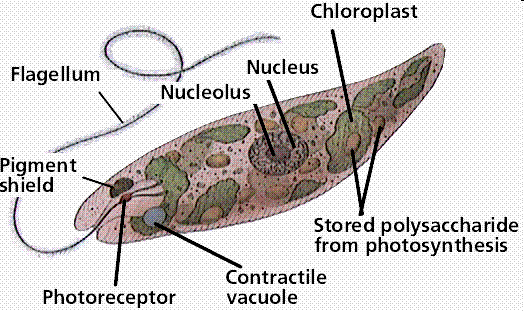 Chloroplast
Flagellum
Nucleus
Nucleolus
Pigment
shield
Stored polysaccharide
from photosynthesis
Contractile
vacuole
Photoreceptor